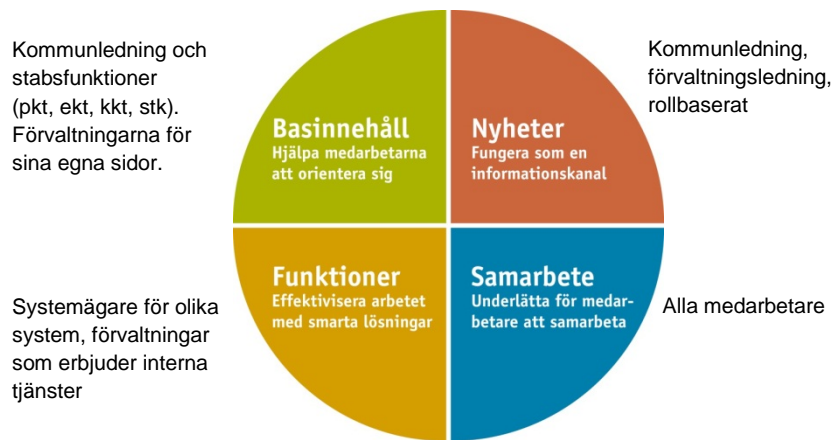 Kommunledning och
stabsfunktioner
(pkt, ekt, kkt, stk).
Förvaltningarna för
sina egna sidor.
Basinnehåll
Hjälpa medarbetarna
att orientera sig
Nyheter
Fungera som en
informationskanal
Kommunledning,
förvaltningsledning,
rollbaserat
Systemägare för olika
system, förvaltningar
som erbjuder interna
tjänster
Funktioner
Effektivisera arbetet
med smarta lösningar
Samarbete
Underlätta för medar-
betare att samarbeta
Alla medarbetare